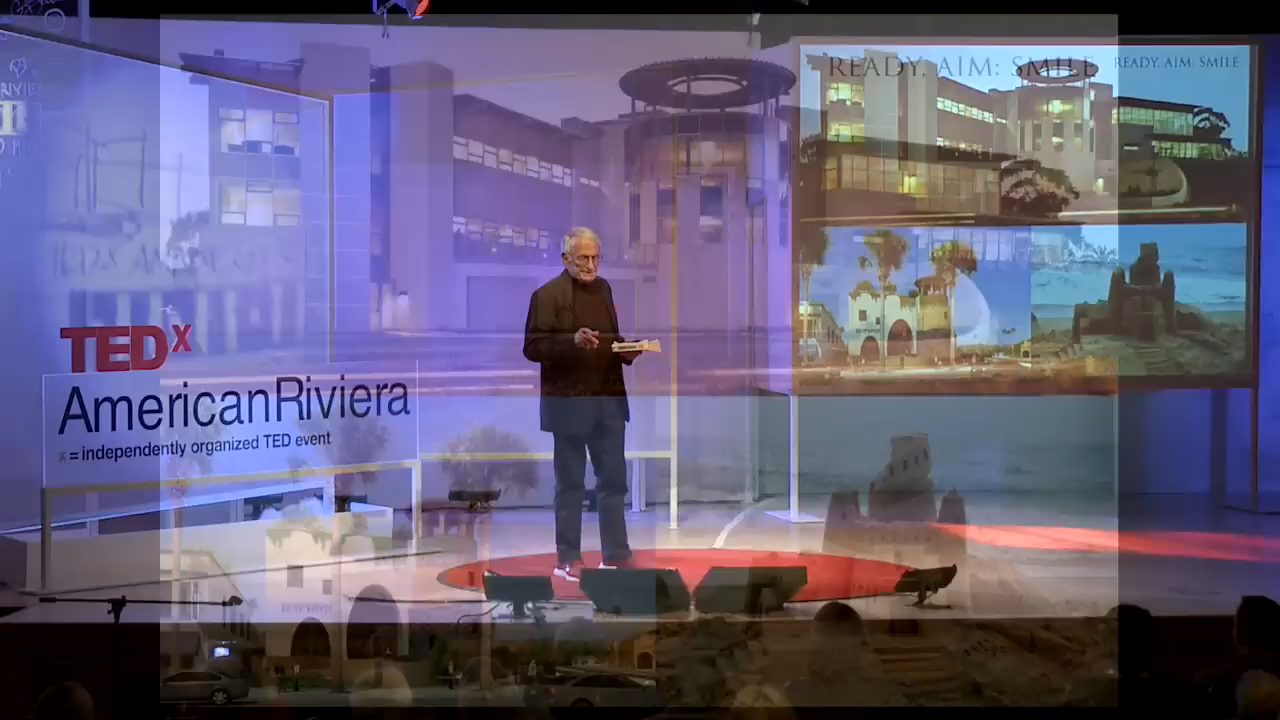 READY. AIM: SMILE
READY. AIM: SMILE
TEDx
AmericanRiviera
x = independently organized TED event